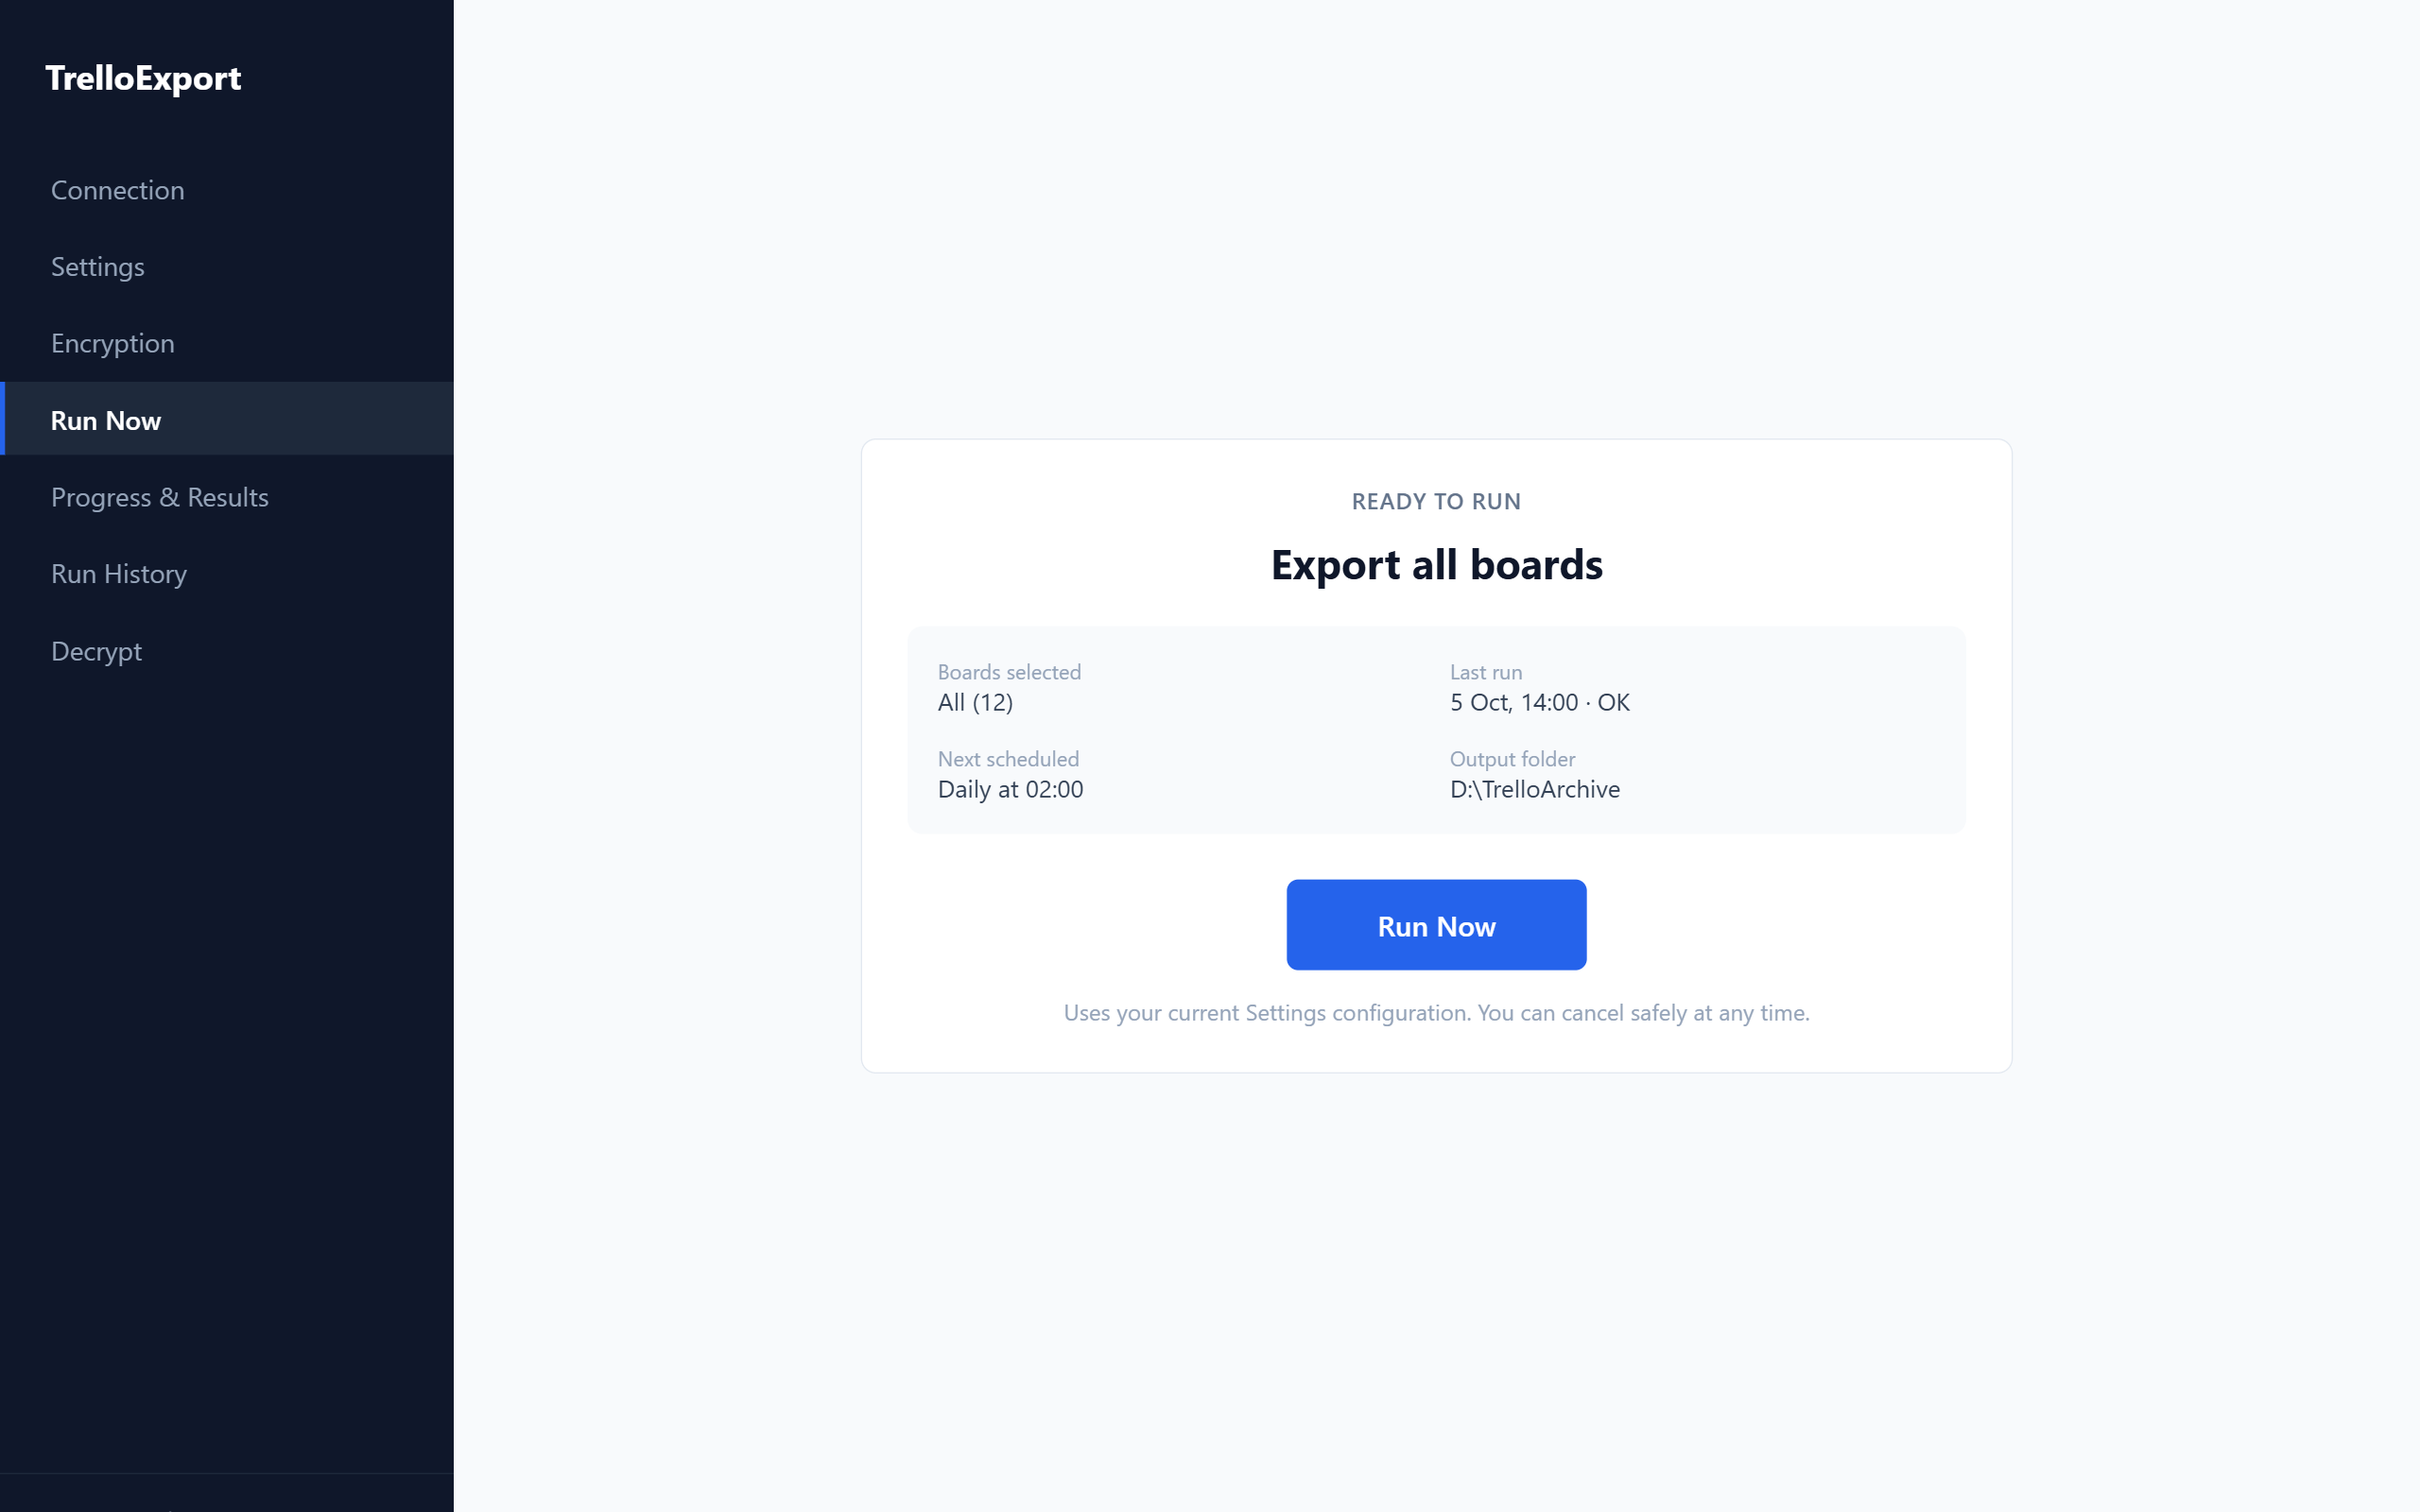 TrelloExport
Connection
Settings
Encryption
Run Now
Progress & Results
Run History
Decrypt
READY TO RUN
Export all boards
Boards selected
All (12)
Last run
5 Oct, 14:00 · OK
Next scheduled
Daily at 02:00
Output folder
D:\TrelloArchive
Run Now
Uses your current Settings configuration. You can cancel safely at any time.